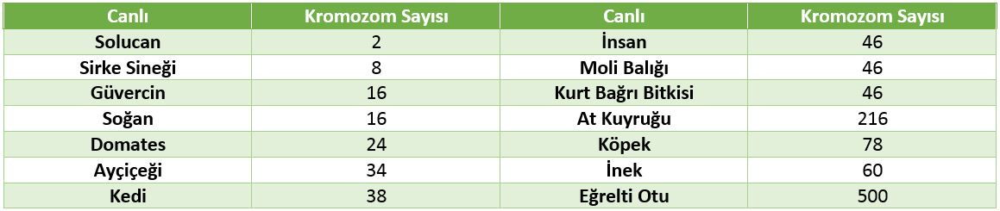 Canlı Kromozom Sayısı Canlı Kromozom Sayısı
Solucan 2 İnsan 46
Sirke Sineği 8 Moli Balığı 46
Güvercin 16 Kurt Bağrı Bitkisi 46
Soğan 16 At Kuyruğu 216
Domates 24 Köpek 78
Ayçiçeği 34 İnek 60
Kedi 38 Eğrelti Otu 500